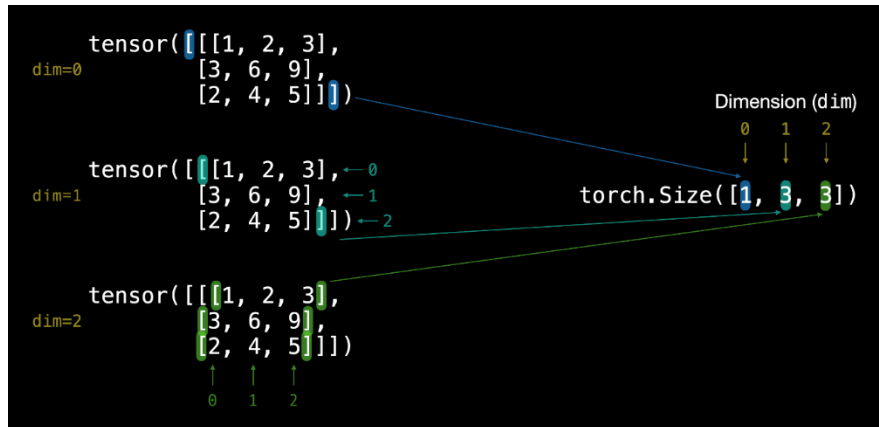 tensor([[[1, 2, 3],
dim=0
[3, 6, 9],
[2, 4, 5]]])
Dimension (dim)
0 1 2
tensor([[[1, 2, 3], 0
dim=1
[3, 6, 9], 1
[2, 4, 5]]]) 2
torch.Size([1, 3, 3])
tensor([[[1, 2, 3],
dim=2
[3, 6, 9],
[2, 4, 5]]])
0 1 2